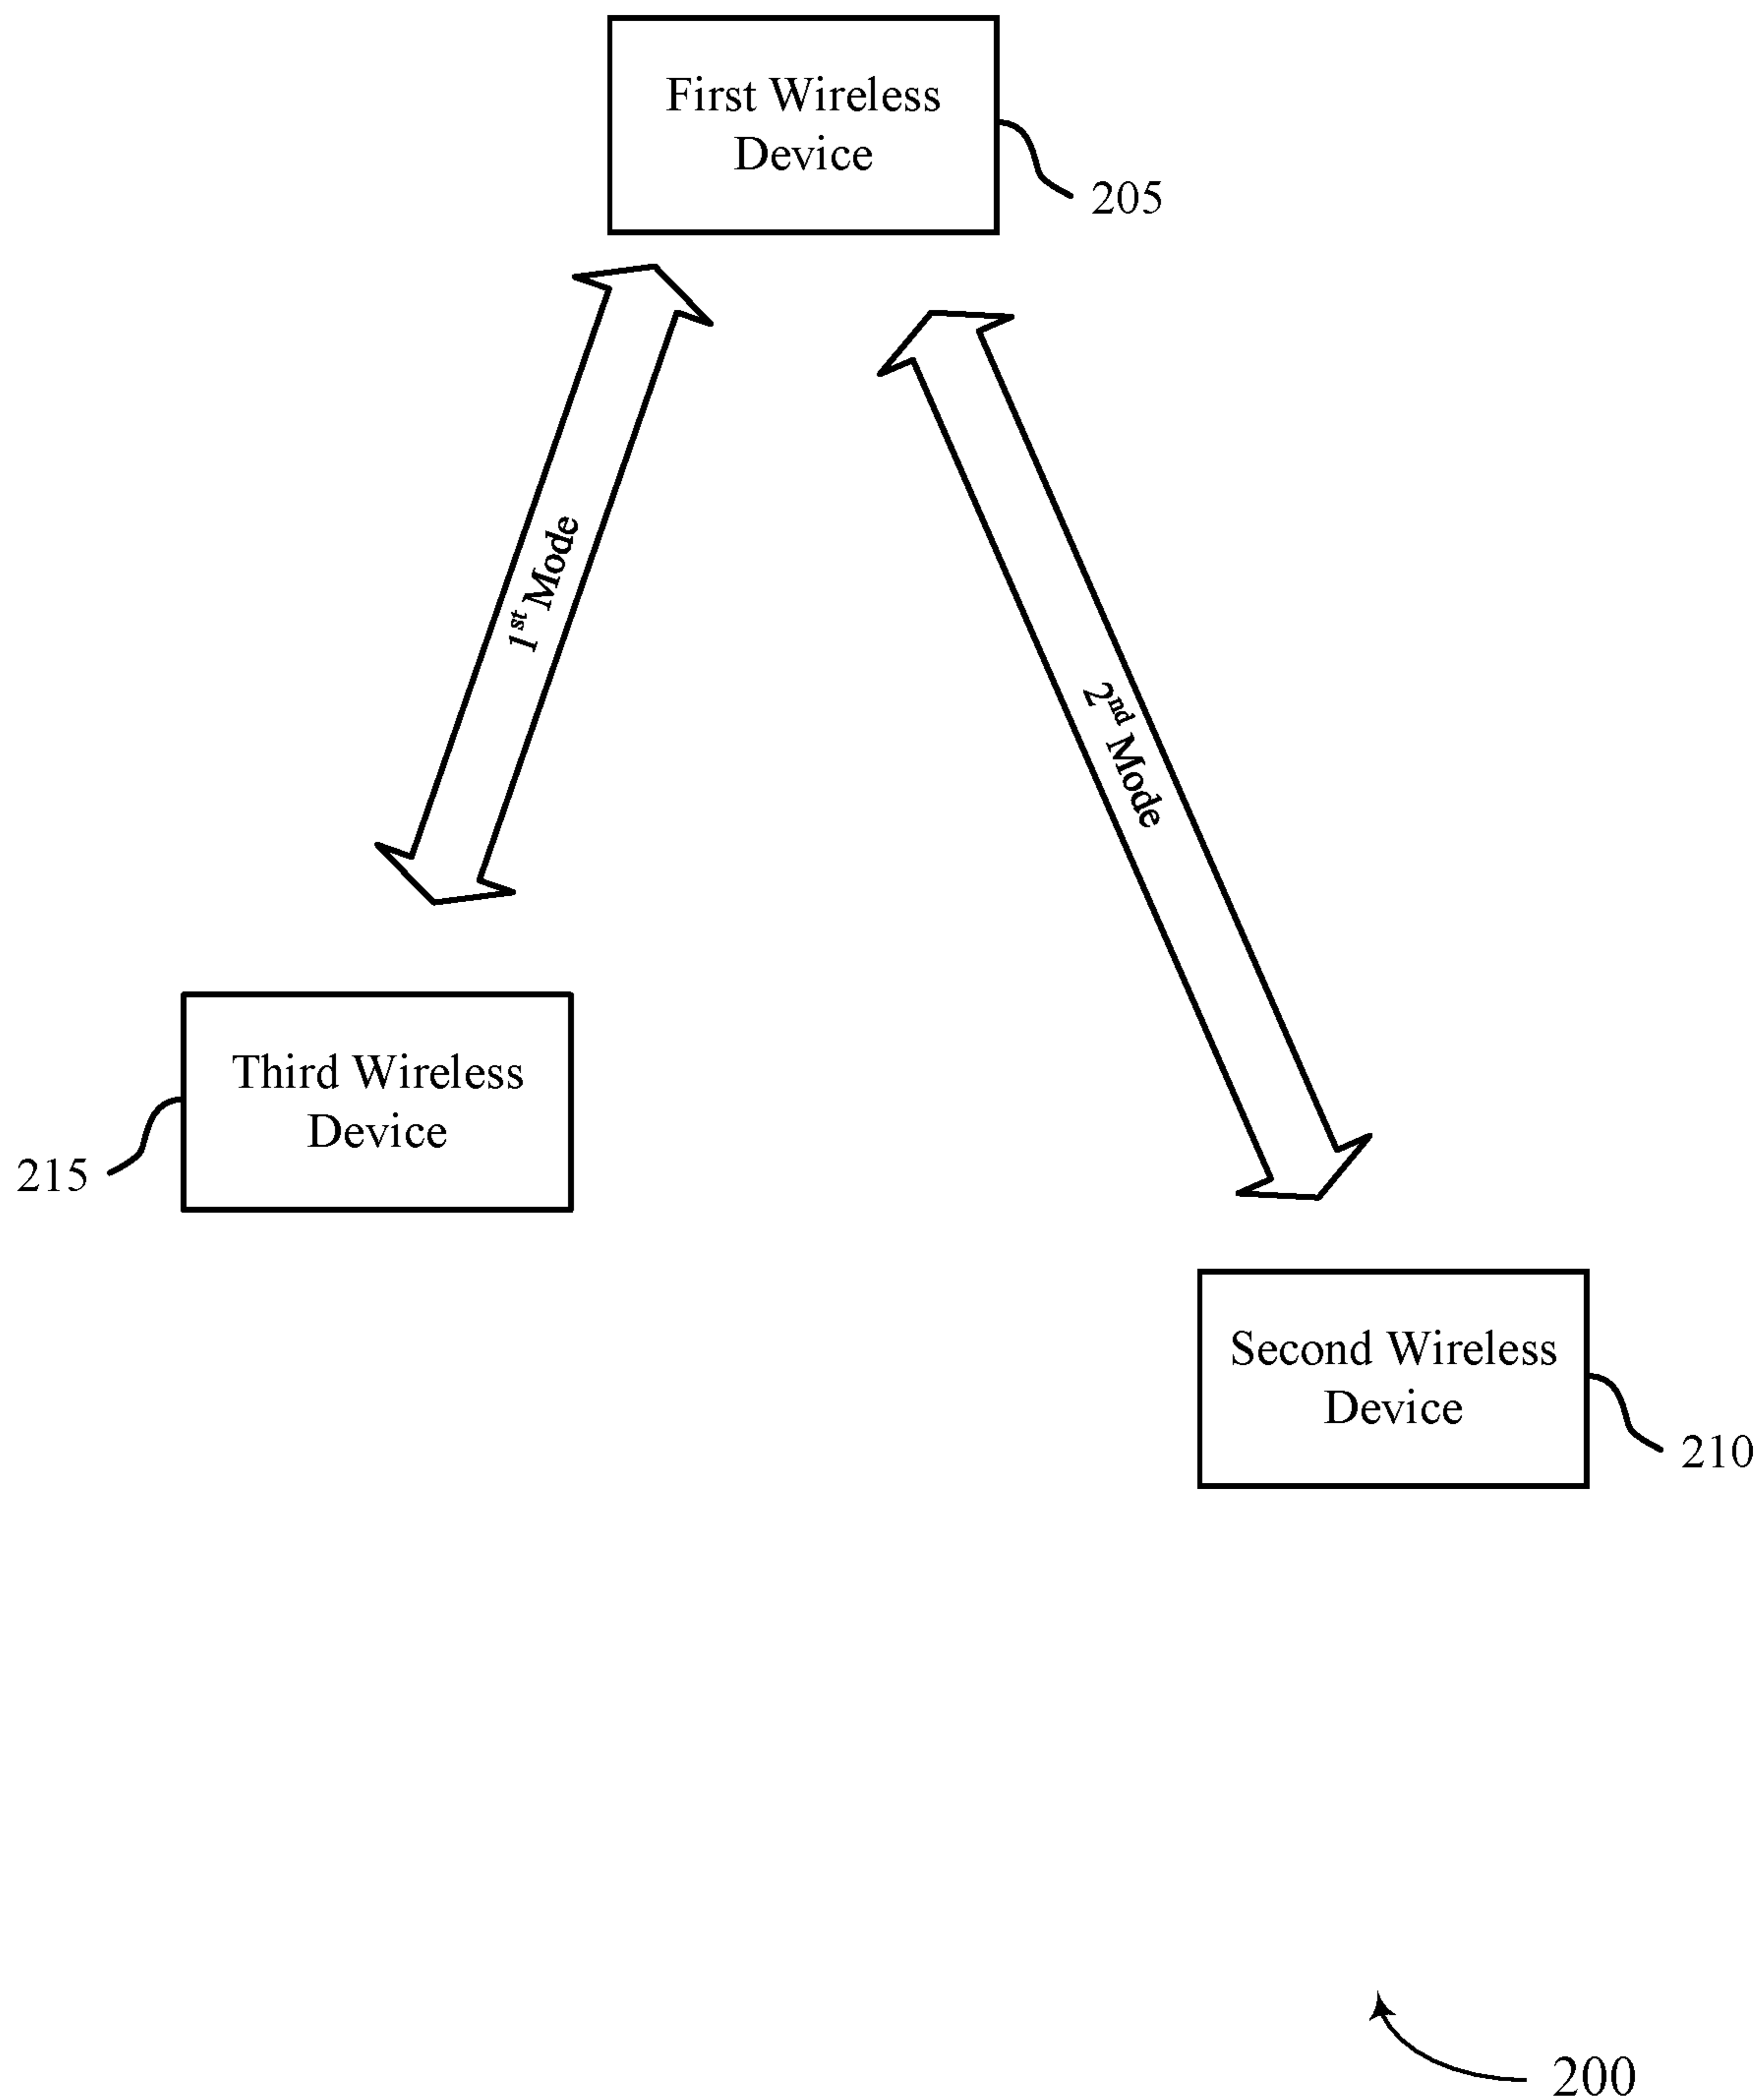 First Wireless
Device
205
1st Mode
2nd Mode
Third Wireless
Device
215
Second Wireless
Device
210
200